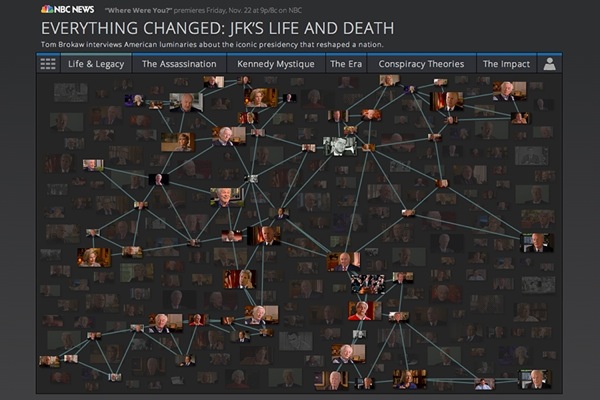 NBC NEWS "Where Were You?" premieres Friday, Nov. 22 at 9p/8c on NBC
EVERYTHING CHANGED: JFK'S LIFE AND DEATH
Tom Brokaw interviews American luminaries about the iconic presidency that reshaped a nation.
Life & Legacy The Assassination Kennedy Mystique The Era Conspiracy Theories The Impact